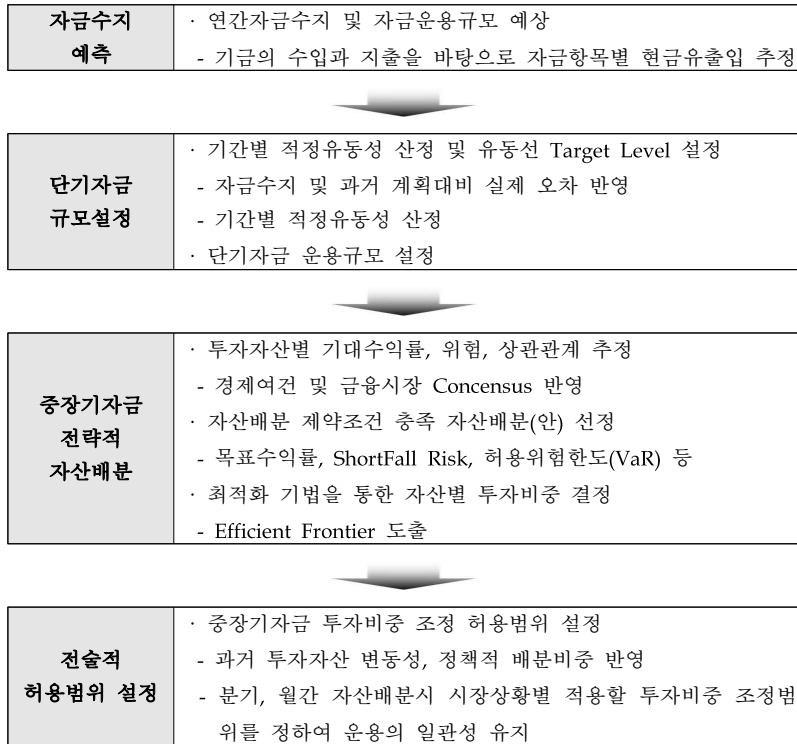 자금수지
예측
· 연간자금수지 및 자금운용규모 예상
- 기금의 수입과 지출을 바탕으로 자금항목별 현금유출입 추정
단기자금
규모설정
· 기간별 적정유동성 산정 및 유동선 Target Level 설정
- 자금수지 및 과거 계획대비 실제 오차 반영
- 기간별 적정유동성 산정
· 단기자금 운용규모 설정
중장기자금
전략적
자산배분
· 투자자산별 기대수익률, 위험, 상관관계 추정
- 경제여건 및 금융시장 Concensus 반영
· 자산배분 제약조건 충족 자산배분(안) 선정
- 목표수익률, ShortFall Risk, 허용위험한도(VaR) 등
· 최적화 기법을 통한 자산별 투자비중 결정
- Efficient Frontier 도출
전술적
허용범위 설정
· 중장기자금 투자비중 조정 허용범위 설정
- 과거 투자자산 변동성, 정책적 배분비중 반영
- 분기, 월간 자산배분시 시장상황별 적용할 투자비중 조정범
위를 정하여 운용의 일관성 유지